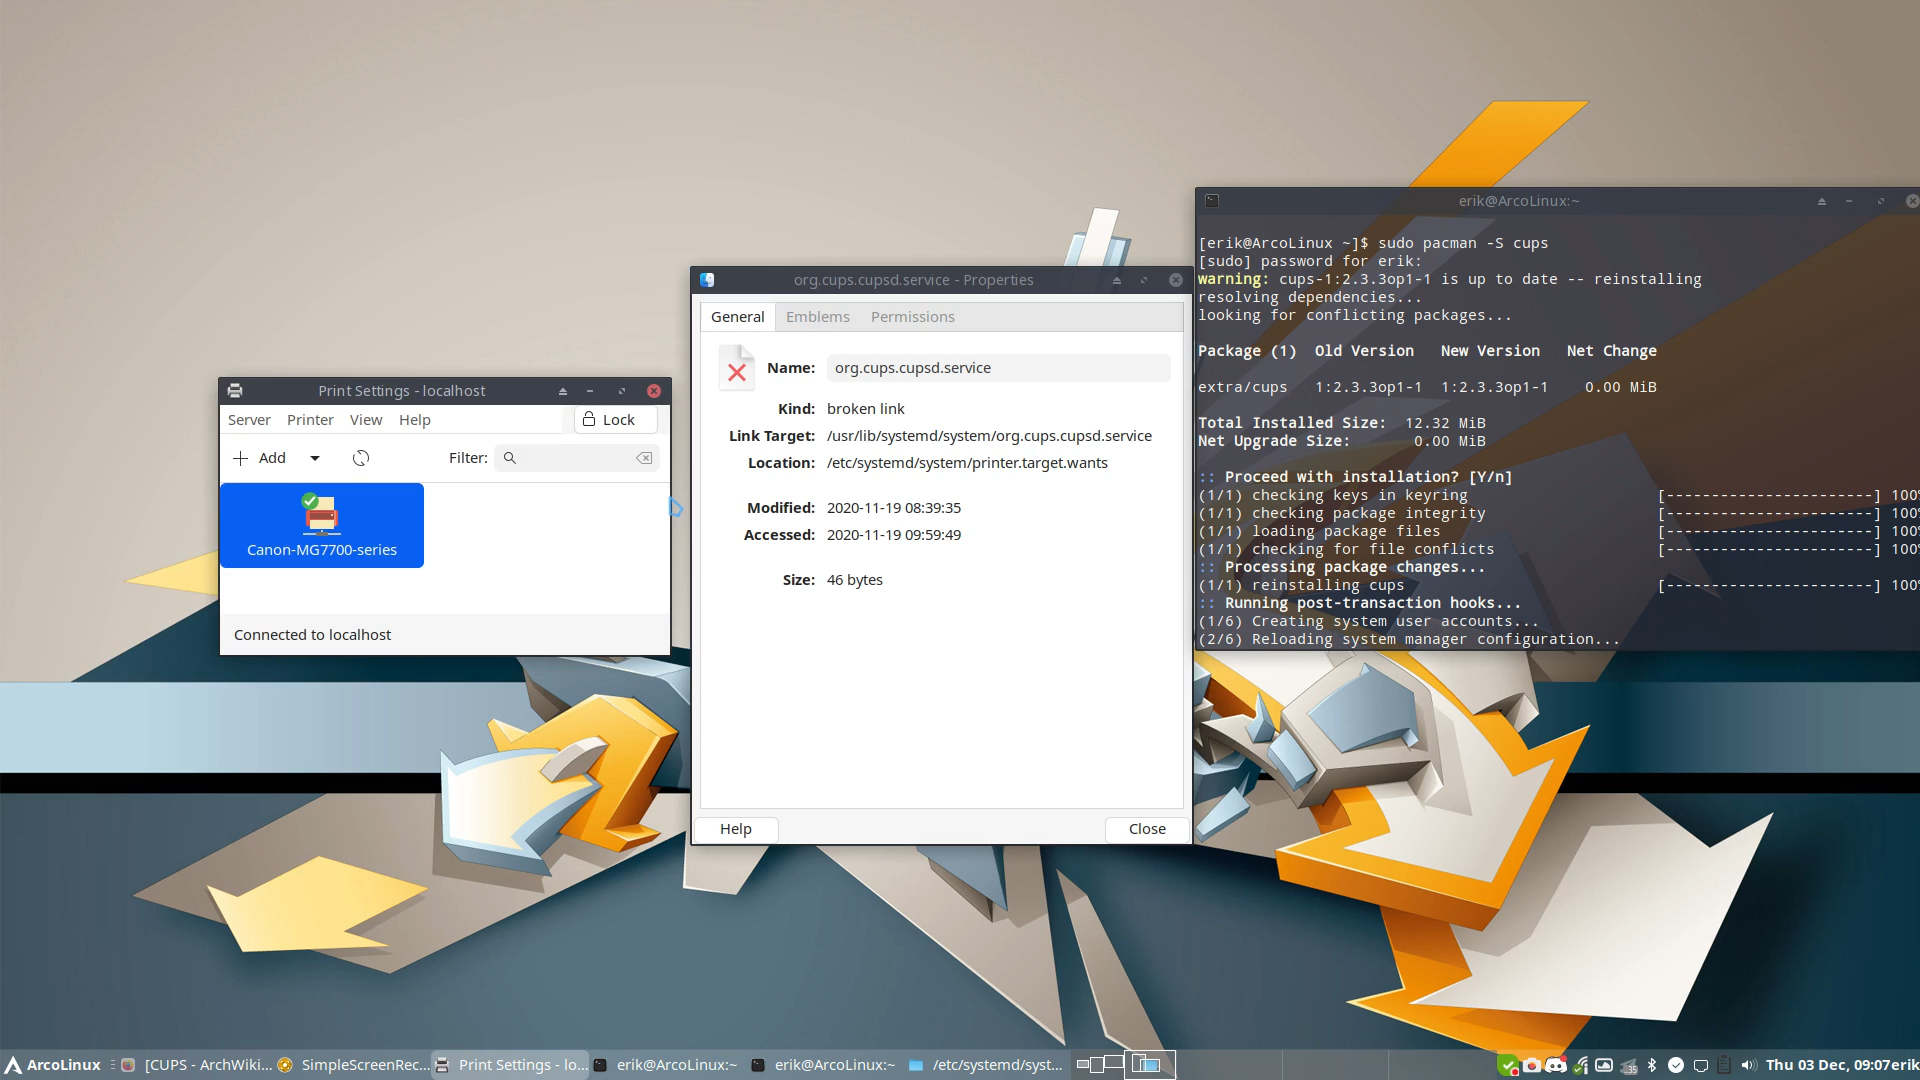 Print Settings - localhost
Server Printer View Help Lock
Add Filter:
Canon-MG7700-series
Connected to localhost
org.cups.cupsd.service - Properties
General Emblems Permissions
Name: org.cups.cupsd.service
Kind: broken link
Link Target: /usr/lib/systemd/system/org.cups.cupsd.service
Location: /etc/systemd/system/printer.target.wants
Modified: 2020-11-19 08:39:35
Accessed: 2020-11-19 09:59:49
Size: 46 bytes
Help Close
erik@ArcoLinux:~
[erik@ArcoLinux ~]$ sudo pacman -S cups
[sudo] password for erik:
warning: cups-1:2.3.3op1-1 is up to date -- reinstalling
resolving dependencies...
looking for conflicting packages...
Package (1) Old Version New Version Net Change
extra/cups 1:2.3.3op1-1 1:2.3.3op1-1 0.00 MiB
Total Installed Size: 12.32 MiB
Net Upgrade Size: 0.00 MiB
:: Proceed with installation? [Y/n]
(1/1) checking keys in keyring [-----------------------] 100%
(1/1) checking package integrity [-----------------------] 100%
(1/1) loading package files [-----------------------] 100%
(1/1) checking for file conflicts [-----------------------] 100%
:: Processing package changes...
(1/1) reinstalling cups [-----------------------] 100%
:: Running post-transaction hooks...
(1/6) Creating system user accounts...
(2/6) Reloading system manager configuration...
ArcoLinux [CUPS - ArchWiki... SimpleScreenRec... Print Settings - lo... erik@ArcoLinux:~ erik@ArcoLinux:~ /etc/systemd/syst... 35 Thu 03 Dec, 09:07 erik